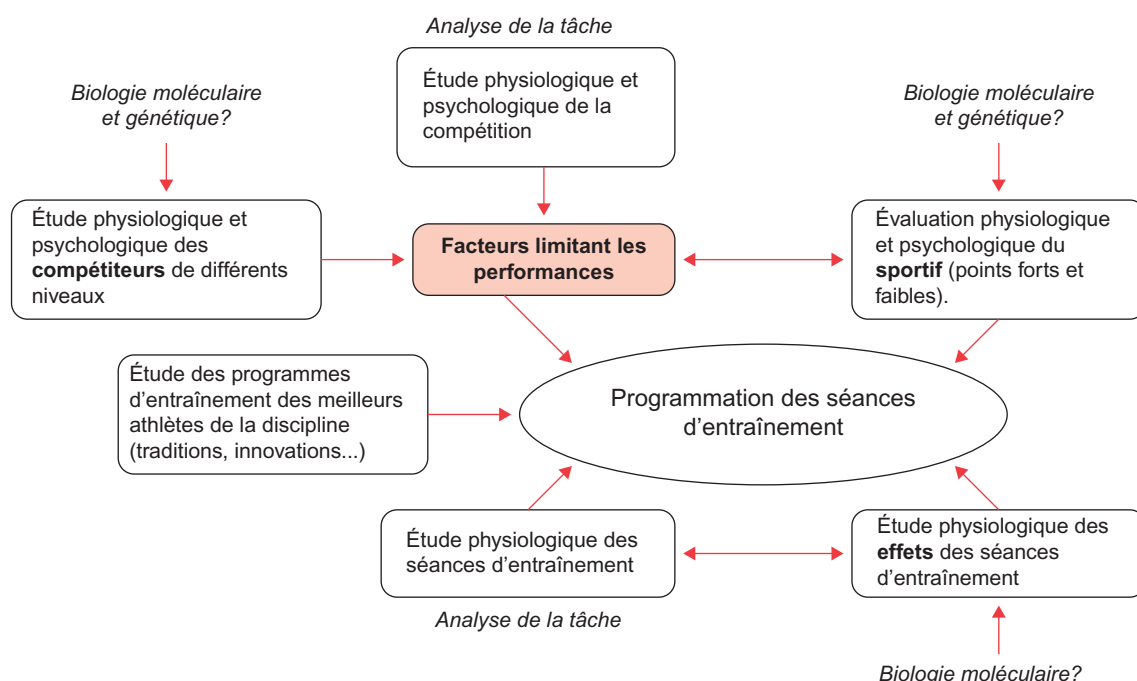 Analyse de la tâche
Étude physiologique et
psychologique de la
compétition
Biologie moléculaire
et génétique?
Biologie moléculaire
et génétique?
Étude physiologique et
psychologique des
compétiteurs de différents
niveaux
Facteurs limitant les
performances
Évaluation physiologique
et psychologique du
sportif (points forts et
faibles).
Étude des programmes
d'entraînement des meilleurs
athlètes de la discipline
(traditions, innovations...)
Programmation des séances
d'entraînement
Étude physiologique des
séances d'entraînement
Analyse de la tâche
Étude physiologique des
effets des séances
d'entraînement
Biologie moléculaire?